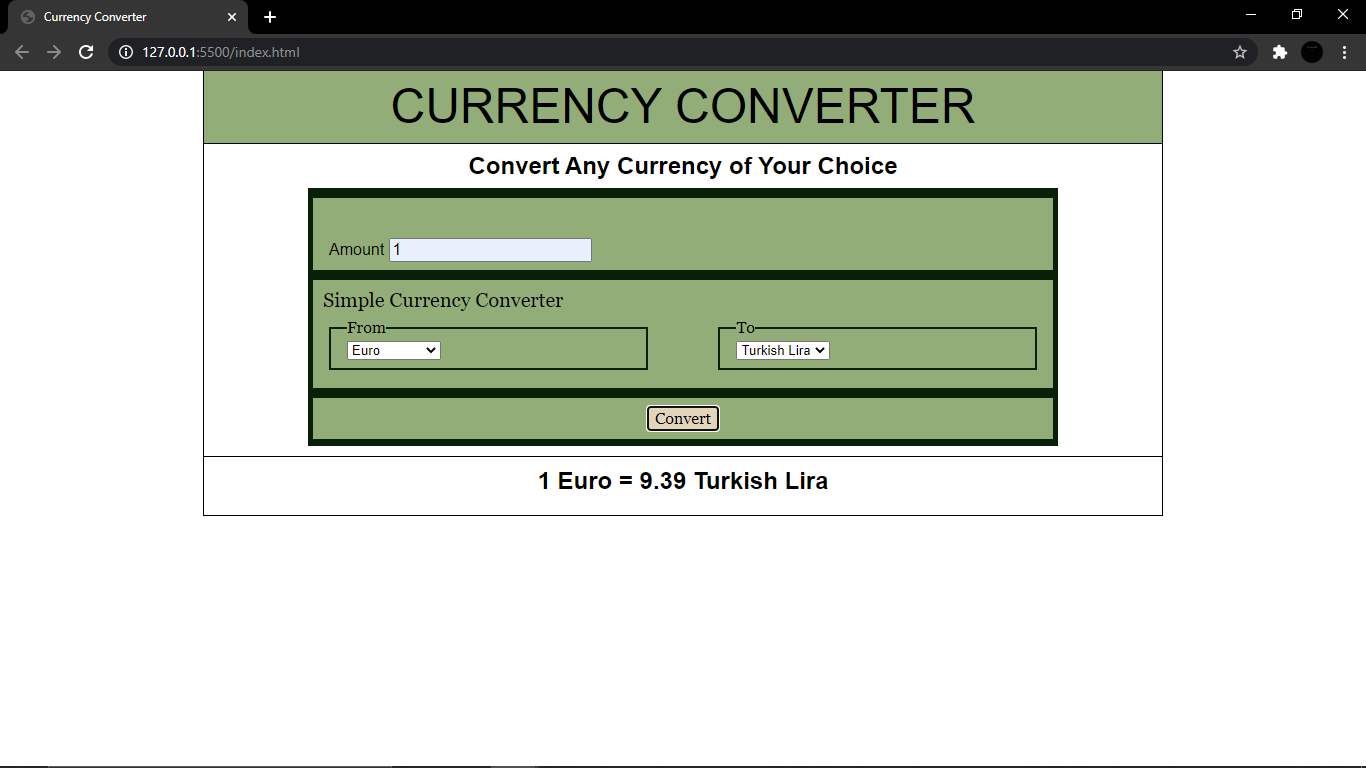 Currency Converter
127.0.0.1:5500/index.html
CURRENCY CONVERTER
Convert Any Currency of Your Choice
Amount 1
Simple Currency Converter
From To
Euro Turkish Lira
Convert
1 Euro = 9.39 Turkish Lira